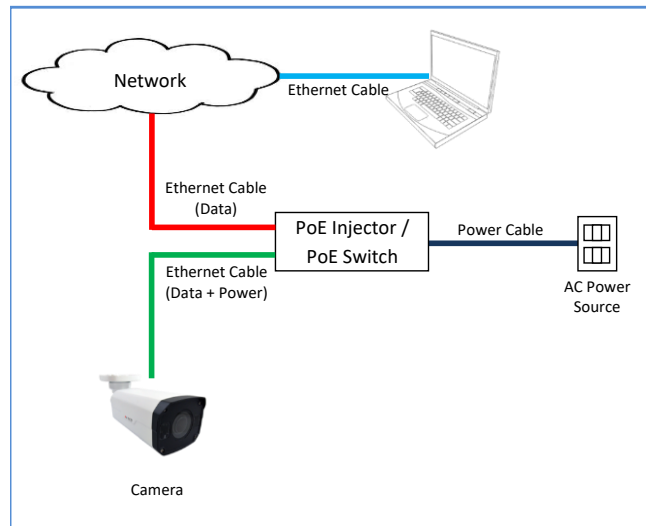 Network
Ethernet Cable
Ethernet Cable
(Data)
PoE Injector /
PoE Switch
Power Cable
Ethernet Cable
(Data + Power)
AC Power
Source
Camera